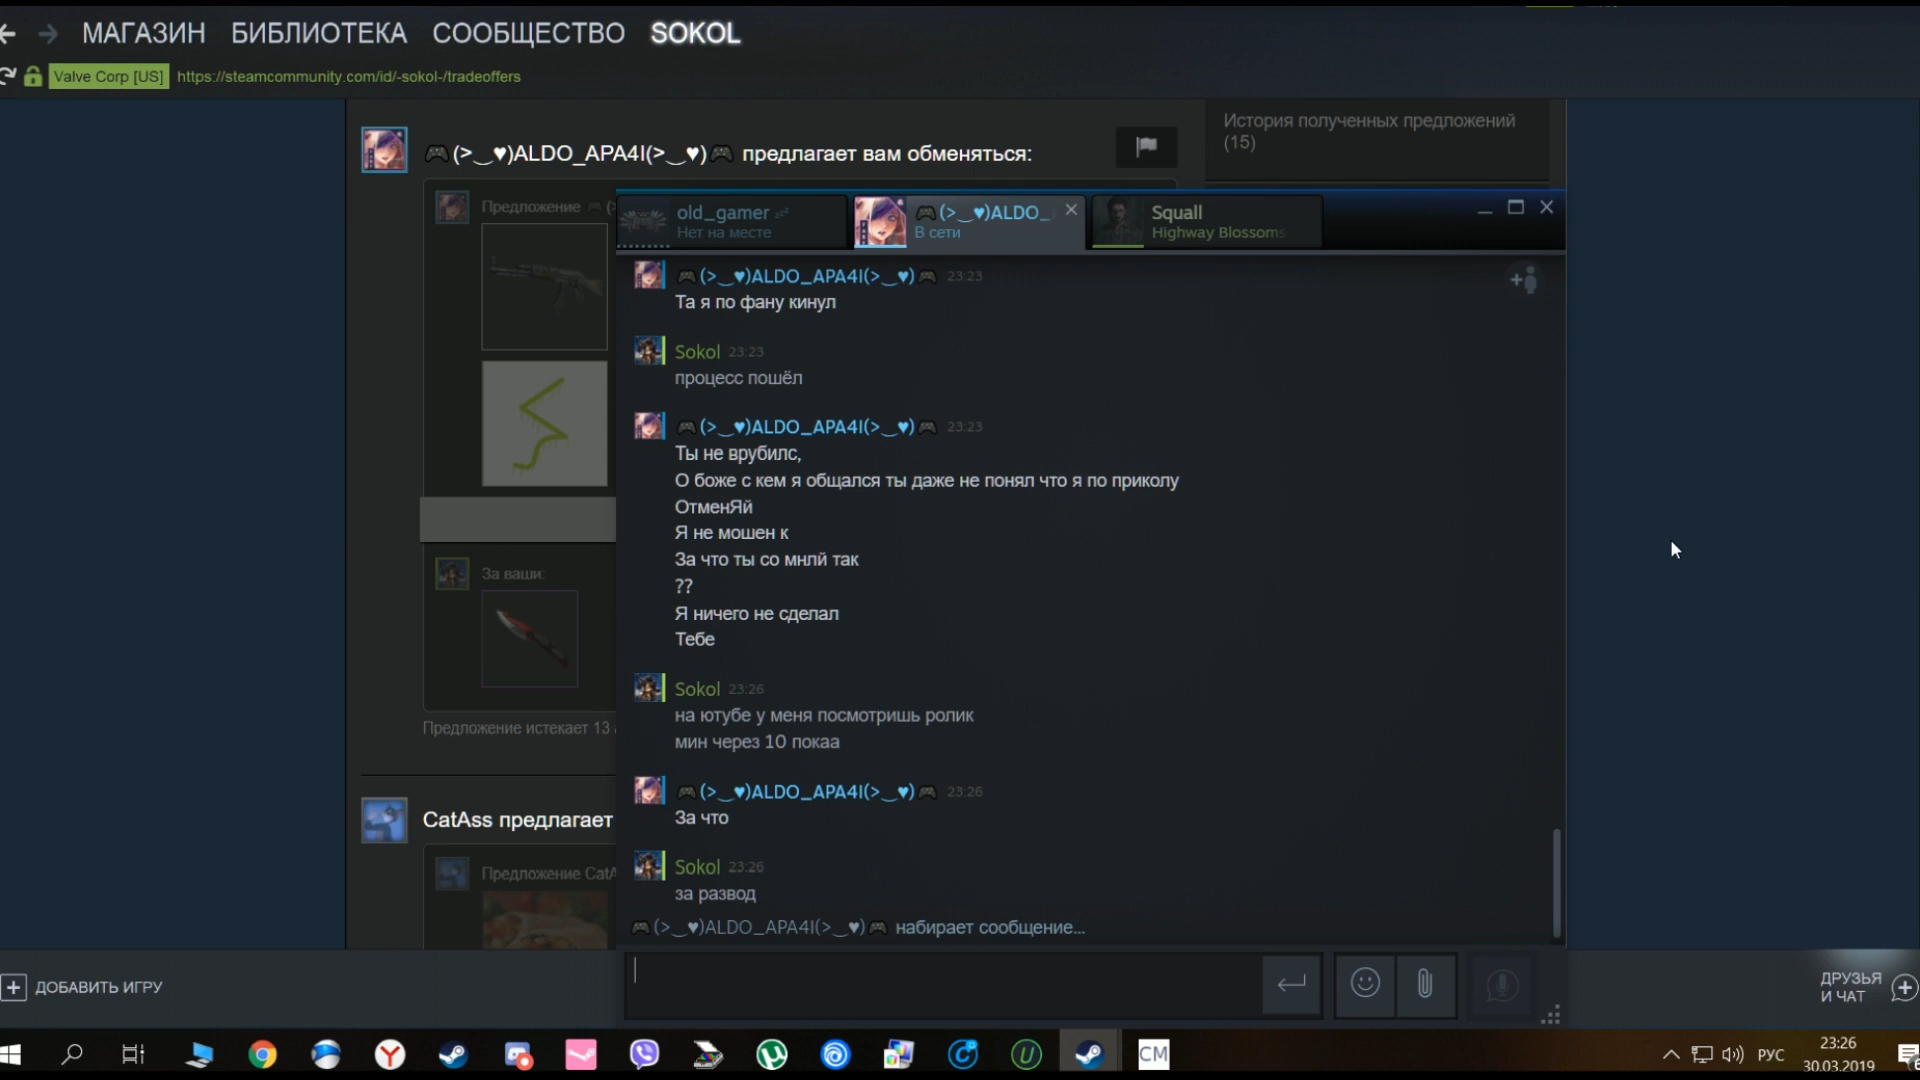 МАГАЗИН БИБЛИОТЕКА СООБЩЕСТВО SOKOL
Valve Corp [US] https://steamcommunity.com/id/-sokol-/tradeoffers
История полученных предложений
(15)
🎮(>‿♥)ALDO_APA4I(>‿♥)🎮 предлагает вам обменяться:
Предложение 🎮(>
old_gamer zzz
Нет на месте
🎮(>‿♥)ALDO_
В сети
Squall
Highway Blossoms
🎮(>‿♥)ALDO_APA4I(>‿♥)🎮 23:23
Та я по фану кинул
Sokol 23:23
процесс пошёл
🎮(>‿♥)ALDO_APA4I(>‿♥)🎮 23:23
Ты не врубилс,
О боже с кем я общался ты даже не понял что я по приколу
ОтменЯй
Я не мошен к
За что ты со мнлй так
??
Я ничего не сделал
Тебе
За ваши:
Sokol 23:26
на ютубе у меня посмотришь ролик
мин через 10 покаа
Предложение истекает 13
🎮(>‿♥)ALDO_APA4I(>‿♥)🎮 23:26
За что
CatAss предлагает
Sokol 23:26
за развод
Предложение CatA
🎮(>‿♥)ALDO_APA4I(>‿♥)🎮 набирает сообщение...
ДОБАВИТЬ ИГРУ
ДРУЗЬЯ
И ЧАТ
CM
РУС
23:26
30.03.2019